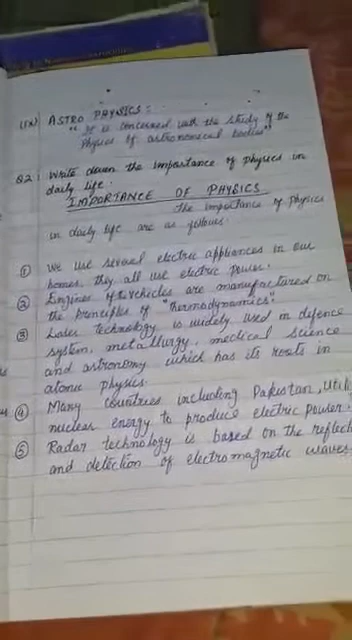 (IX) ASTRO PHYSICS:
"It is concerned with the study of the
Physics of astronomical bodies"
Q2: Write down the importance of physics in
daily life.
IMPORTANCE OF PHYSICS
The importance of physics
in daily life are as follows.
① We use several electric appliances in our
homes, they all use electric power.
② Engines of vehicles are manufactured on
the principles of "thermodynamics"
③ Laser technology is widely used in defence
system, metallurgy, medical science
and astronomy which has its roots in
atomic physics.
④ Many countries including Pakistan, utili
nuclear energy to produce electric power.
⑤ Radar technology is based on the reflect
and detection of electromagnetic waves